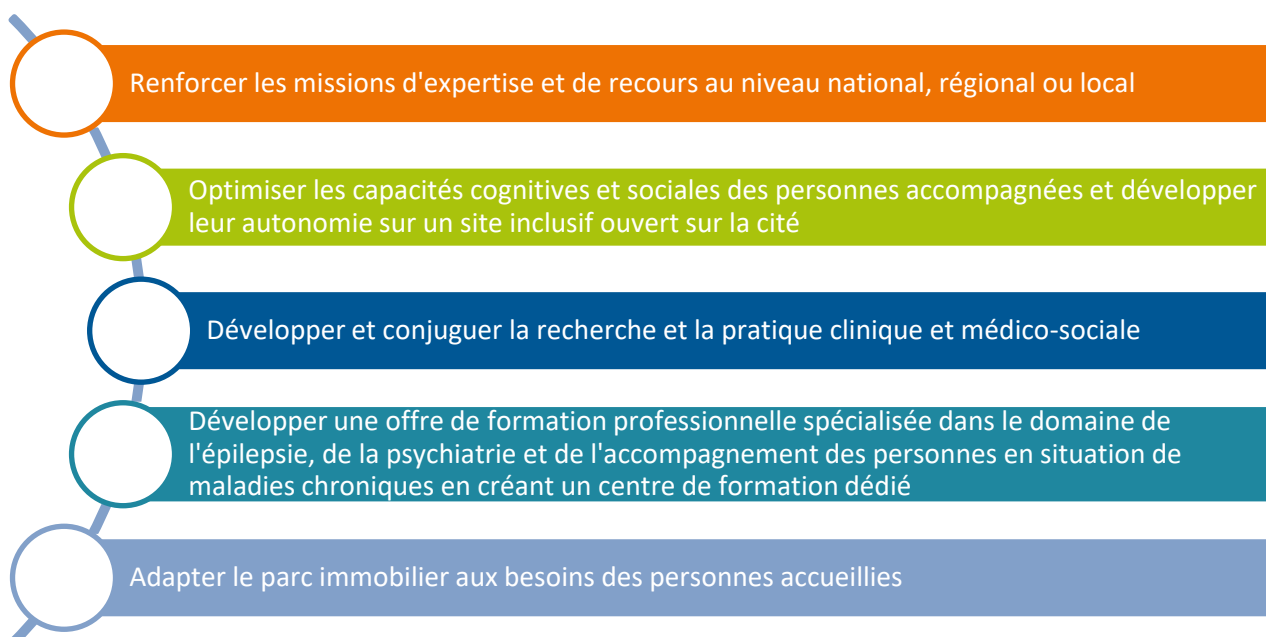 Renforcer les missions d'expertise et de recours au niveau national, régional ou local
Optimiser les capacités cognitives et sociales des personnes accompagnées et développer
leur autonomie sur un site inclusif ouvert sur la cité
Développer et conjuguer la recherche et la pratique clinique et médico-sociale
Développer une offre de formation professionnelle spécialisée dans le domaine de
l'épilepsie, de la psychiatrie et de l'accompagnement des personnes en situation de
maladies chroniques en créant un centre de formation dédié
Adapter le parc immobilier aux besoins des personnes accueillies